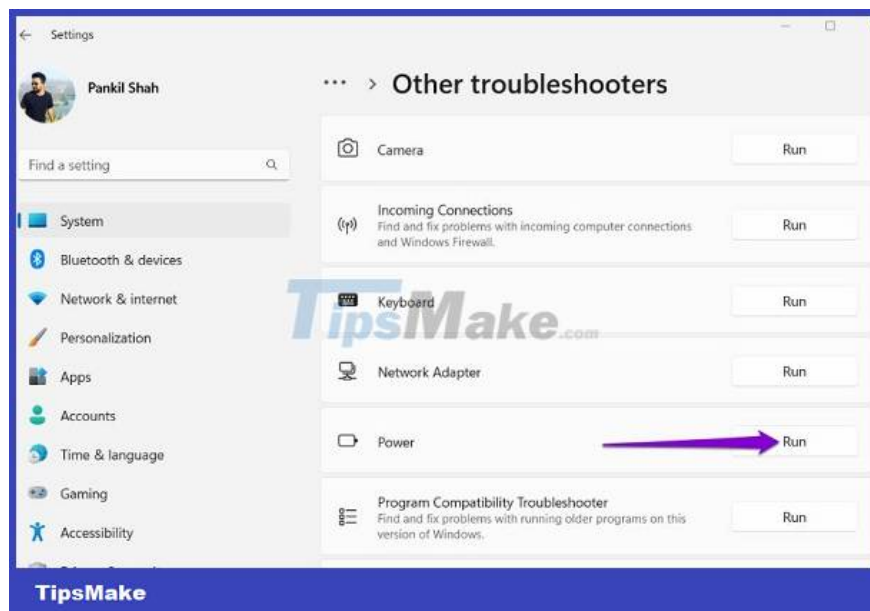 Settings
Pankil Shah
Find a setting
System
Bluetooth & devices
Network & internet
Personalization
Apps
Accounts
Time & language
Gaming
Accessibility
... > Other troubleshooters
Camera Run
Incoming Connections
Find and fix problems with incoming computer connections
and Windows Firewall.
Run
Keyboard Run
Network Adapter Run
Power Run
Program Compatibility Troubleshooter
Find and fix problems with running older programs on this
version of Windows.
Run
TipsMake.com
TipsMake